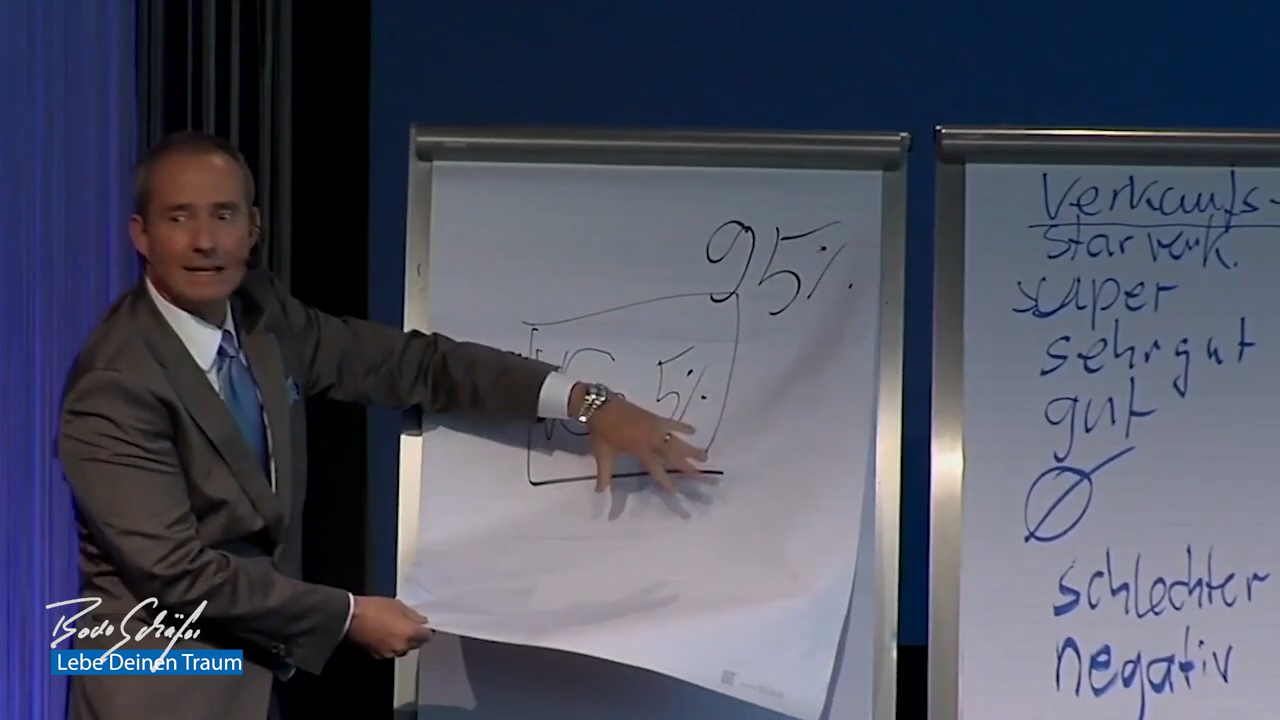 95%
5%
Verkaufs-
starverk.
super
sehr gut
gut
Ø
schlechter
negativ
Bodo Schäfer
Lebe Deinen Traum